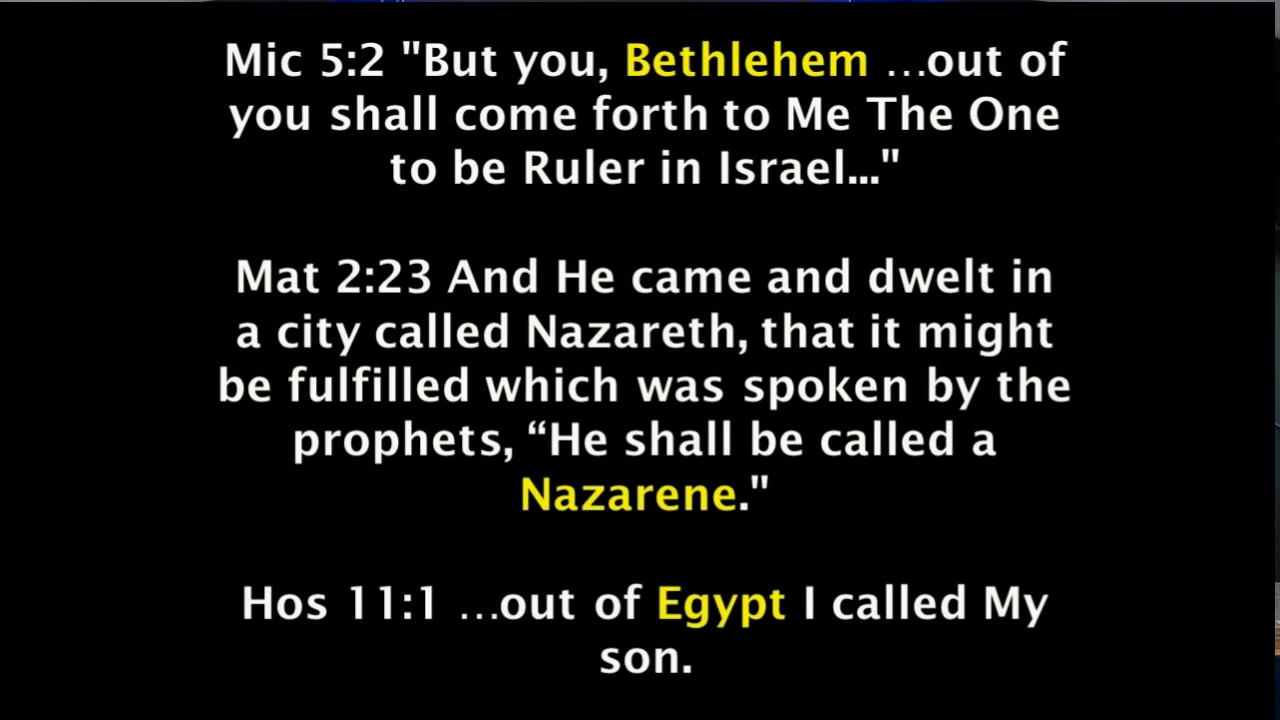 Mic 5:2 "But you, Bethlehem ...out of
you shall come forth to Me The One
to be Ruler in Israel..."
Mat 2:23 And He came and dwelt in
a city called Nazareth, that it might
be fulfilled which was spoken by the
prophets, “He shall be called a
Nazarene."
Hos 11:1 ...out of Egypt I called My
son.